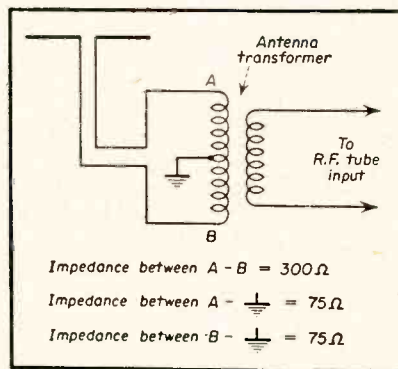 Antenna
transformer
A
To
R.F. tube
input
B
Impedance between A - B = 300Ω
Impedance between A - ⏚ = 75Ω
Impedance between B - ⏚ = 75Ω